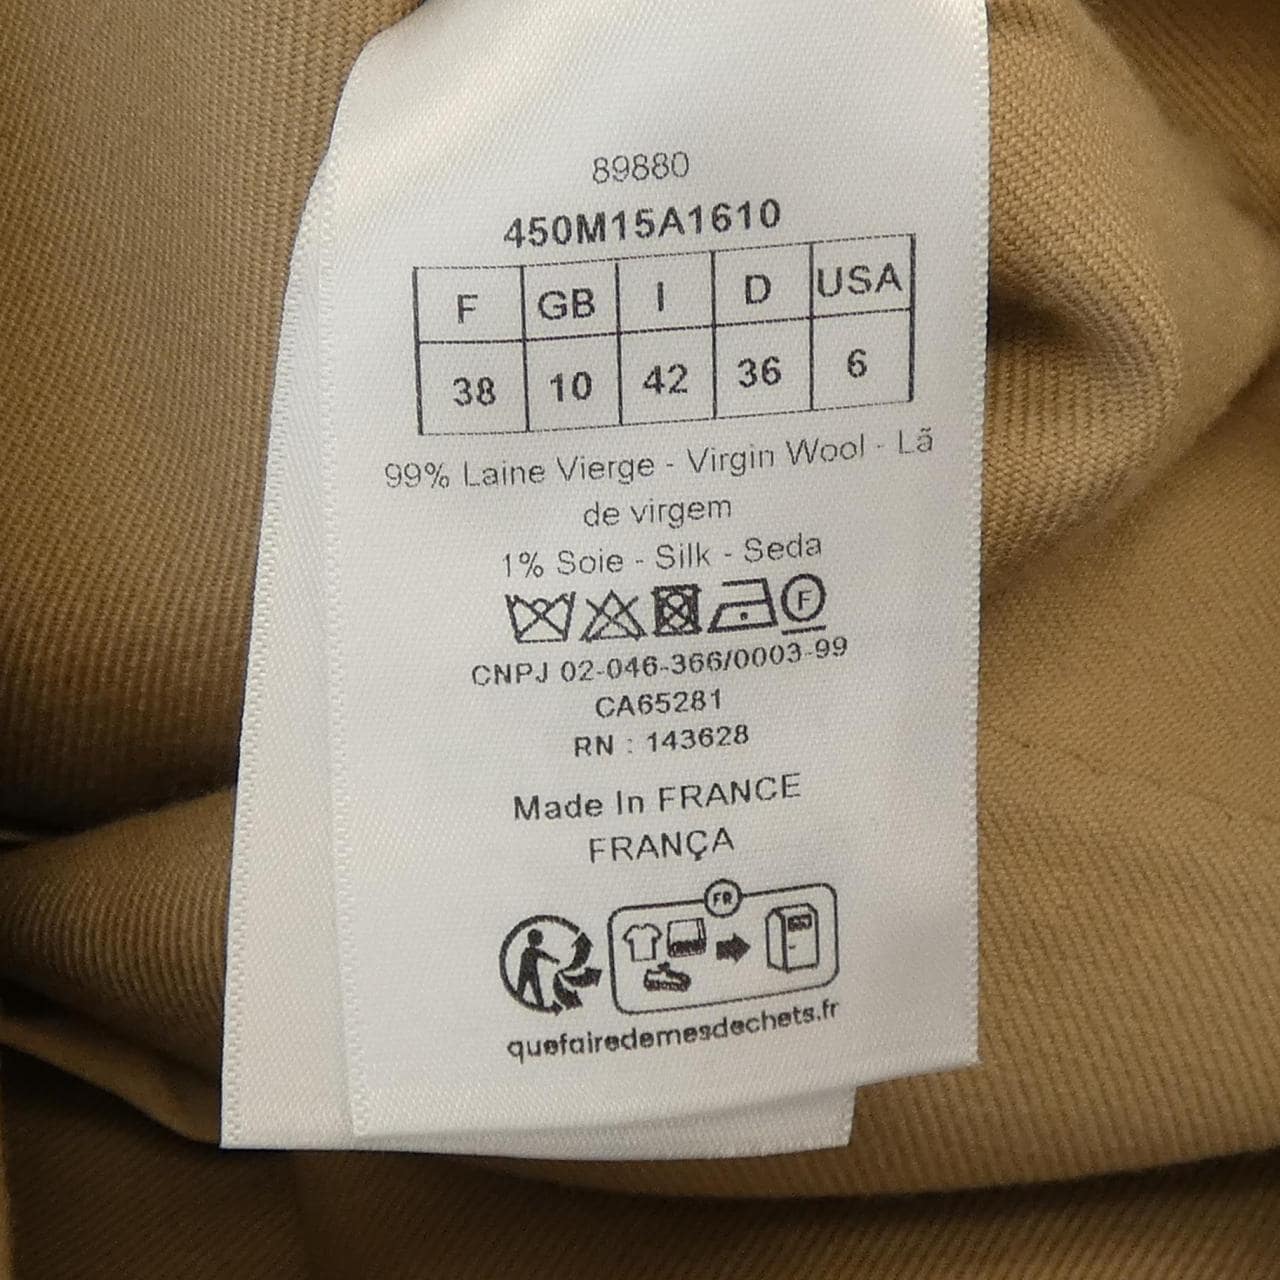 89880
450M15A1610
F GB I D USA
38 10 42 36 6
99% Laine Vierge - Virgin Wool - Lã
de virgem
1% Soie - Silk - Seda
F
CNPJ 02-046-366/0003-99
CA65281
RN : 143628
Made In FRANCE
FRANÇA
FR
quefairedemesdechets.fr